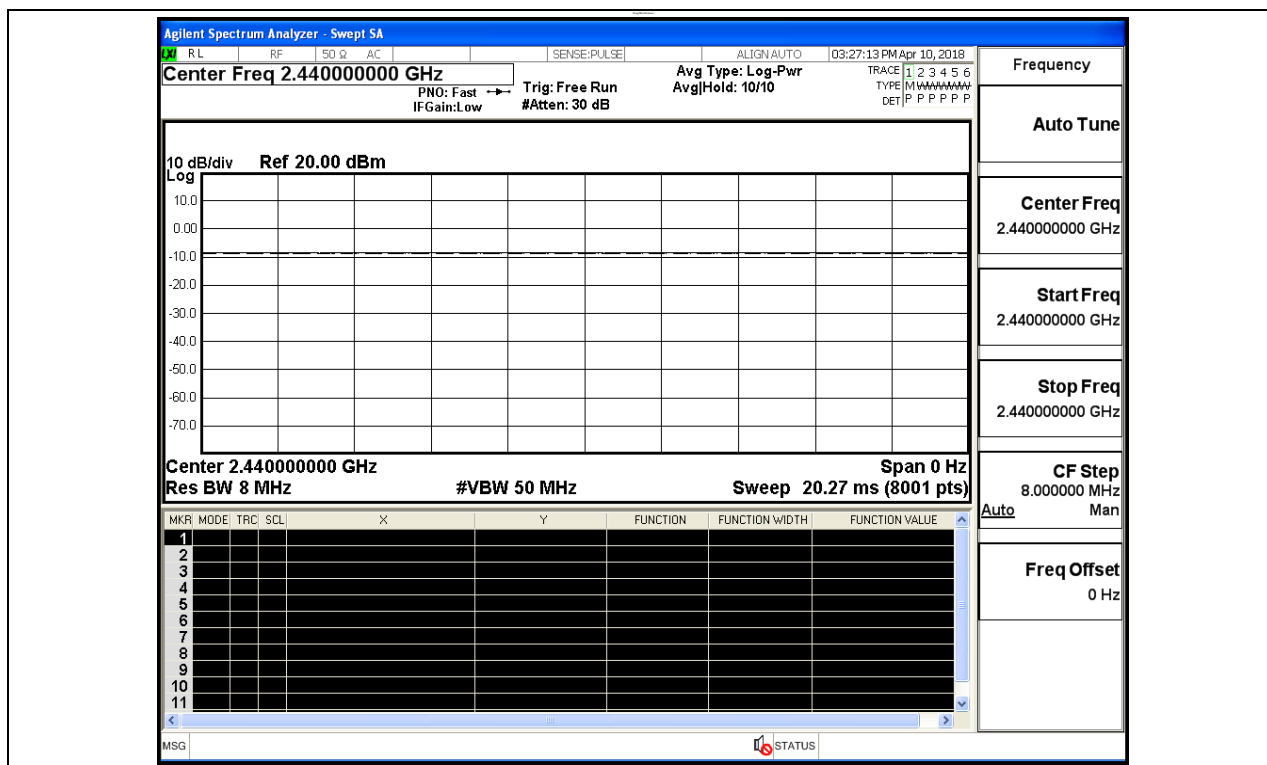 Agilent Spectrum Analyzer - Swept SA
LXI RL RF 50 Ω AC SENSE:PULSE ALIGN AUTO 03:27:13 PM Apr 10, 2018
Center Freq 2.440000000 GHz
PNO: Fast
IFGain:Low
Trig: Free Run
#Atten: 30 dB
Avg Type: Log-Pwr
Avg|Hold: 10/10
TRACE 1 2 3 4 5 6
TYPE M W W W W W
DET P P P P P P
10 dB/div Ref 20.00 dBm
Log
10.0
0.00
-10.0
-20.0
-30.0
-40.0
-50.0
-60.0
-70.0
Center 2.440000000 GHz Span 0 Hz
Res BW 8 MHz #VBW 50 MHz Sweep 20.27 ms (8001 pts)
MKR MODE TRC SCL X Y FUNCTION FUNCTION WIDTH FUNCTION VALUE
1
2
3
4
5
6
7
8
9
10
11
MSG STATUS
Frequency
Auto Tune
Center Freq
2.440000000 GHz
Start Freq
2.440000000 GHz
Stop Freq
2.440000000 GHz
CF Step
8.000000 MHz
Auto Man
Freq Offset
0 Hz